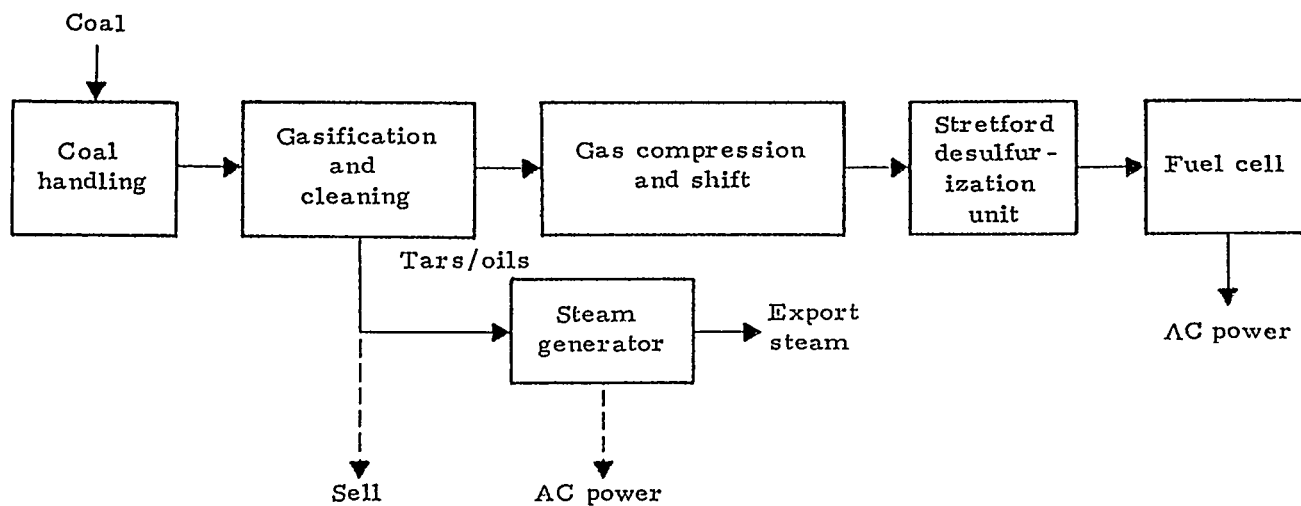 Coal
Coal
handling
Gasification
and
cleaning
Gas compression
and shift
Stretford
desulfur-
ization
unit
Fuel cell
Tars/oils
Steam
generator
Export
steam
AC power
Sell
AC power